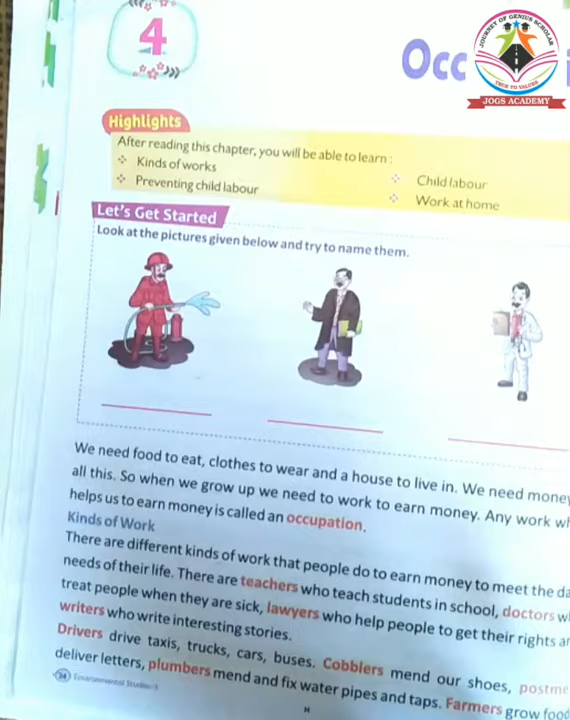 4
Occ
JOURNEY OF GENIUS SCHOLAR
TRUE TO VALUES
JOGS ACADEMY
Highlights
After reading this chapter, you will be able to learn :
Kinds of works
Child labour
Preventing child labour
Work at home
Let's Get Started
Look at the pictures given below and try to name them.
We need food to eat, clothes to wear and a house to live in. We need money
all this. So when we grow up we need to work to earn money. Any work wh
helps us to earn money is called an occupation.
Kinds of Work
There are different kinds of work that people do to earn money to meet the da
needs of their life. There are teachers who teach students in school, doctors w
treat people when they are sick, lawyers who help people to get their rights an
writers who write interesting stories.
Drivers drive taxis, trucks, cars, buses. Cobblers mend our shoes, postme
deliver letters, plumbers mend and fix water pipes and taps. Farmers grow food
34 Environmental Studies-3